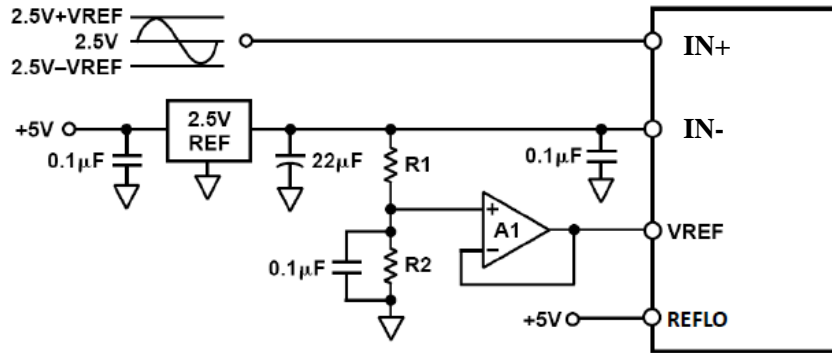 2.5V+VREF
2.5V
2.5V–VREF
IN+
+5V
2.5V
REF
IN-
0.1µF
22µF
R1
0.1µF
+
A1
–
VREF
0.1µF
R2
+5V
REFLO